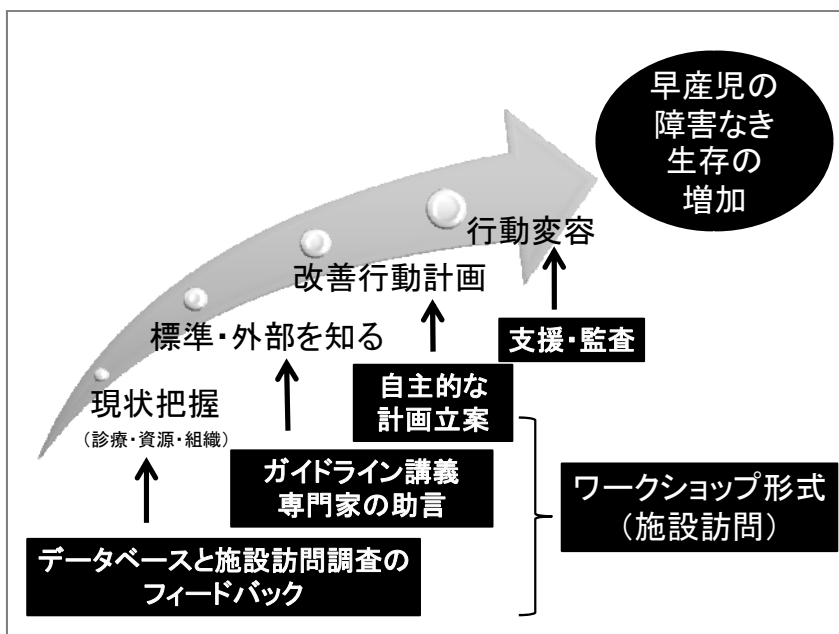 早産児の
障害なき
生存の
増加
行動変容
改善行動計画
標準・外部を知る
現状把握
（診療・資源・組織）
支援・監査
自主的な
計画立案
ガイドライン講義
専門家の助言
データベースと施設訪問調査の
フィードバック
ワークショップ形式
（施設訪問）